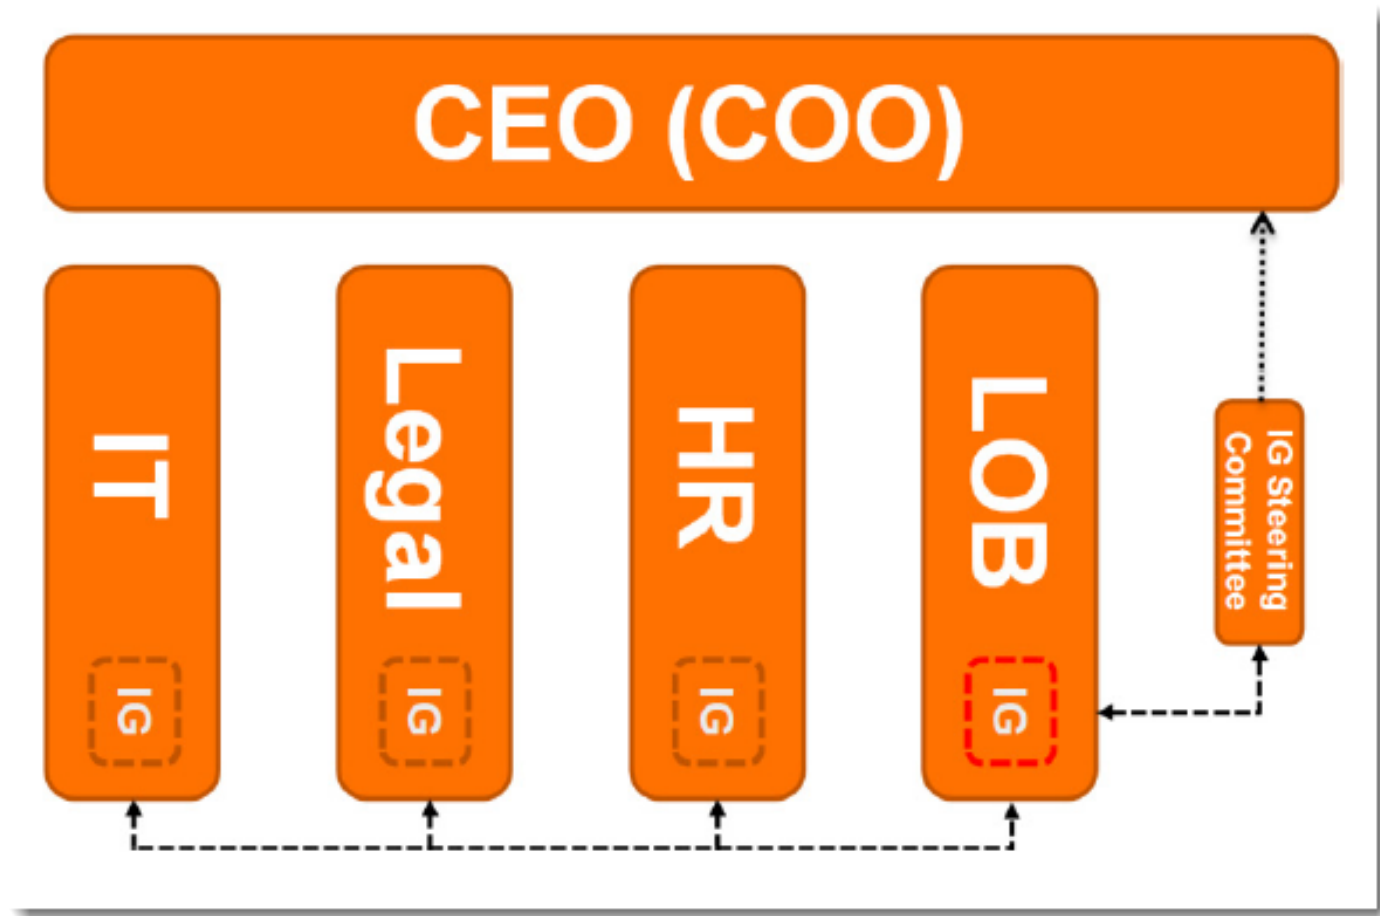 CEO (COO)
IT
IG
Legal
IG
HR
IG
LOB
IG
IG Steering
Committee